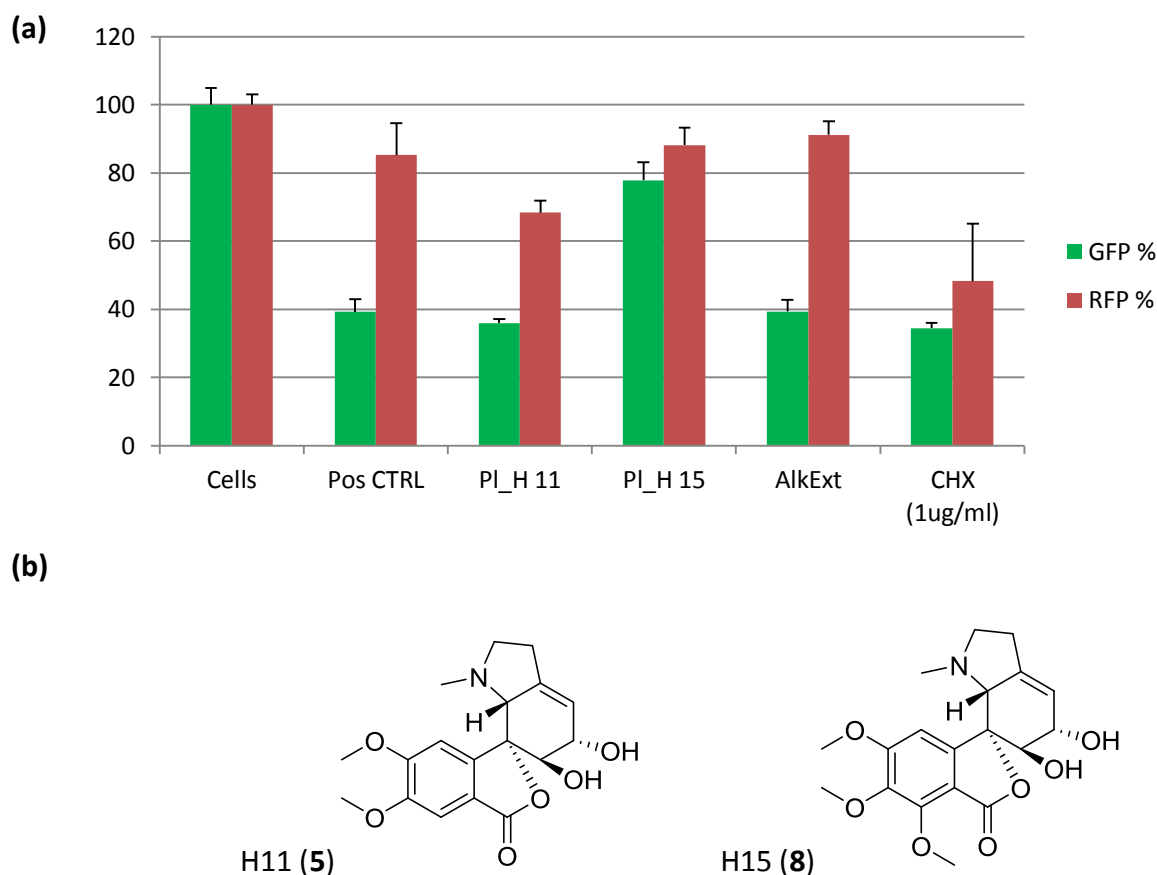 (a)
120
100
80
60
40
20
0
Cells
Pos CTRL
Pl_H 11
Pl_H 15
AlkExt
CHX
(1ug/ml)
GFP %
RFP %
(b)
N
H
O
O
OH
OH
O
O
H11 (5)
N
H
O
O
O
OH
OH
O
O
H15 (8)